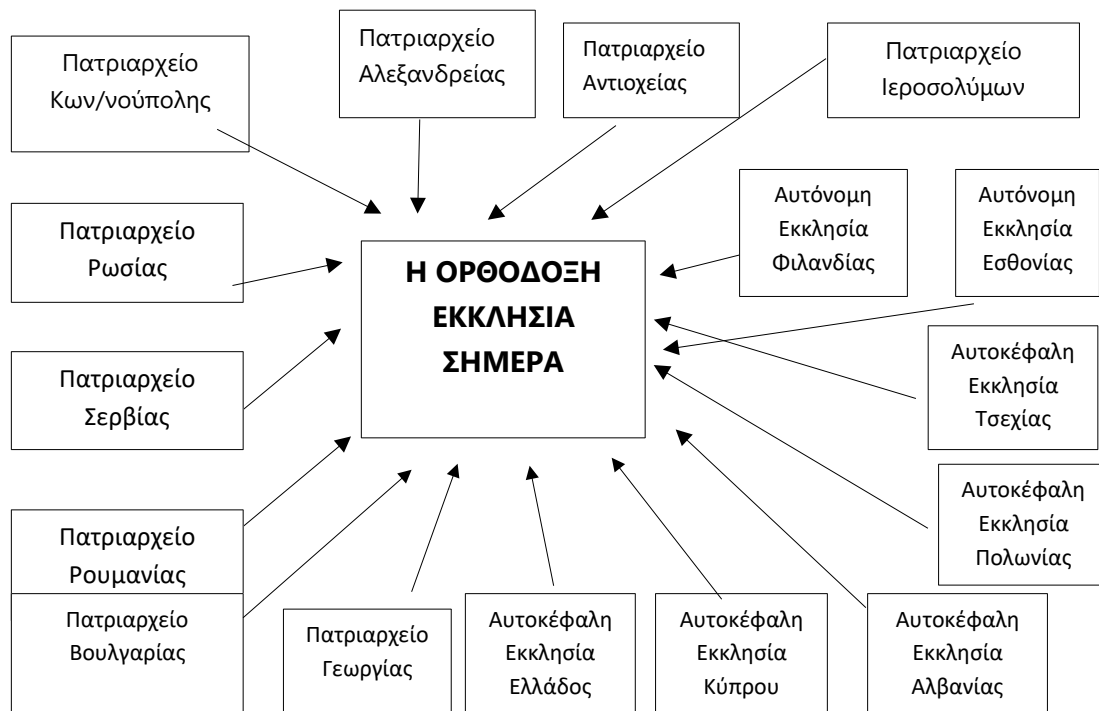 Πατριαρχείο
Κων/νούπολης
Πατριαρχείο
Αλεξανδρείας
Πατριαρχείο
Αντιοχείας
Πατριαρχείο
Ιεροσολύμων
Αυτόνομη
Εκκλησία
Φιλανδίας
Αυτόνομη
Εκκλησία
Εσθονίας
Πατριαρχείο
Ρωσίας
Η ΟΡΘΟΔΟΞΗ
ΕΚΚΛΗΣΙΑ
ΣΗΜΕΡΑ
Αυτοκέφαλη
Εκκλησία
Τσεχίας
Πατριαρχείο
Σερβίας
Αυτοκέφαλη
Εκκλησία
Πολωνίας
Πατριαρχείο
Ρουμανίας
Πατριαρχείο
Βουλγαρίας
Πατριαρχείο
Γεωργίας
Αυτοκέφαλη
Εκκλησία
Ελλάδος
Αυτοκέφαλη
Εκκλησία
Κύπρου
Αυτοκέφαλη
Εκκλησία
Αλβανίας